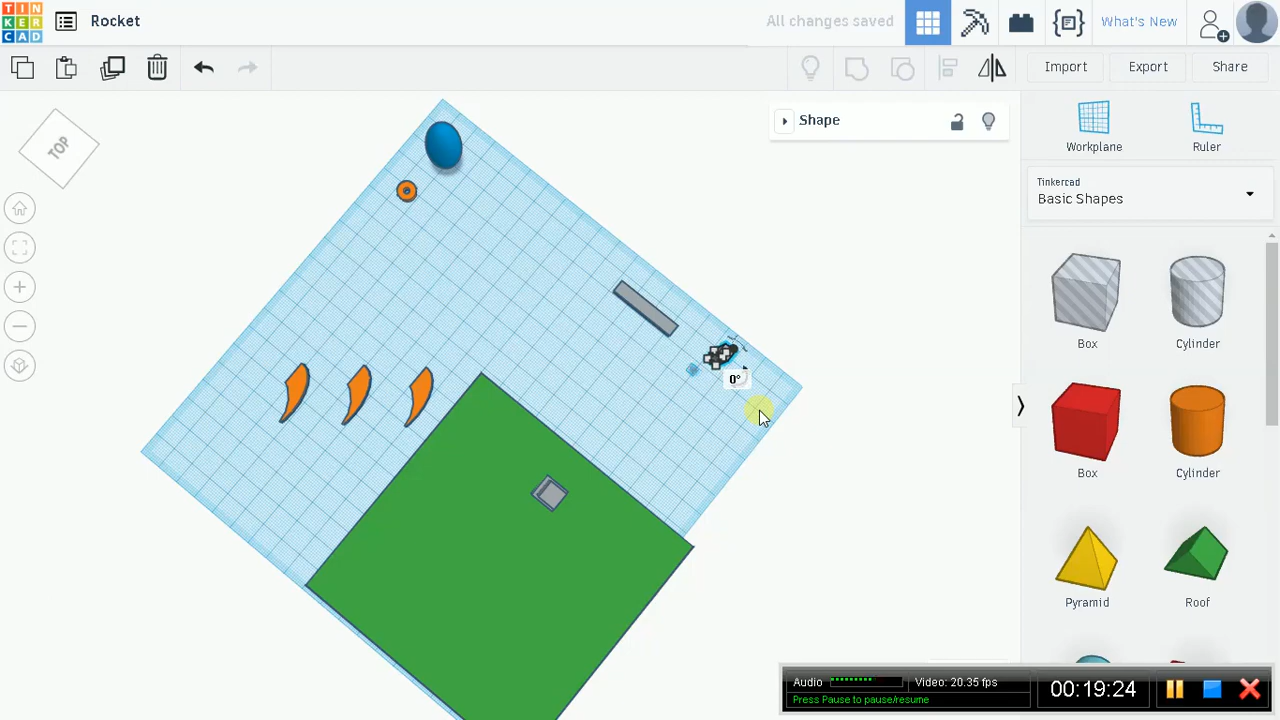 TIN
KER
CAD
Rocket
All changes saved
What's New
Import
Export
Share
TOP
Shape
Workplane
Ruler
Tinkercad
Basic Shapes
0°
Box
Cylinder
Box
Cylinder
Pyramid
Roof
Audio
Video: 20.35 fps
Press Pause to pause/resume
00:19:24